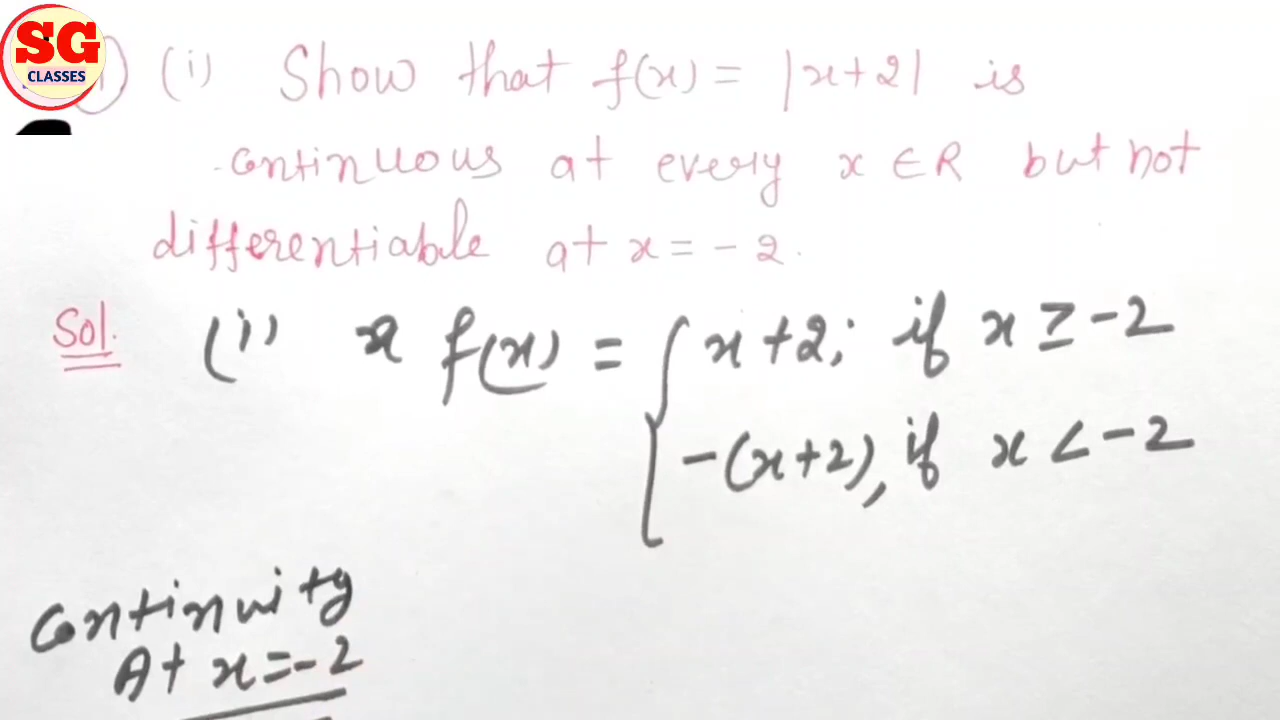 SG
CLASSES
(i) Show that f(x) = |x+2| is
continuous at every x ∈ R but not
differentiable at x = -2.
Sol. (i) x f(x) = { x+2; if x ≥ -2
-(x+2), if x < -2
Continuity
At x = -2